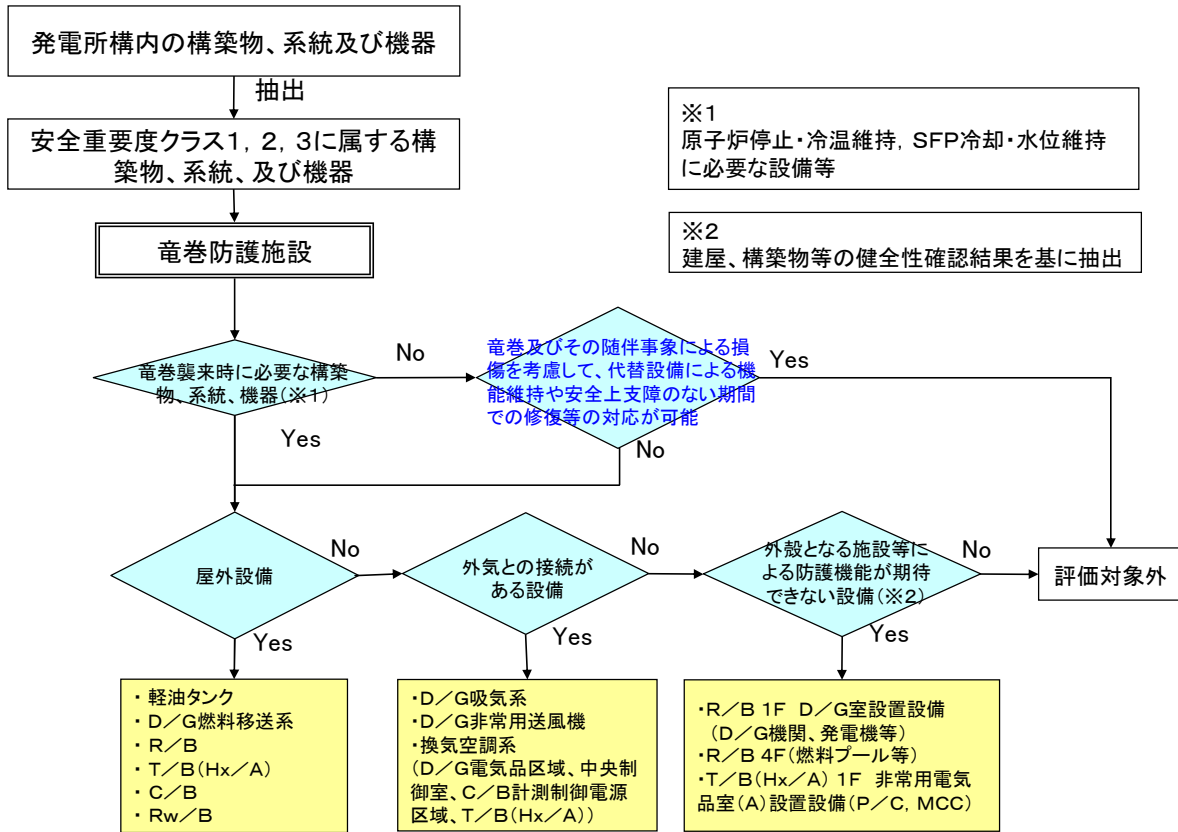 発電所構内の構築物、系統及び機器
抽出
安全重要度クラス1, 2, 3に属する構
築物、系統、及び機器
※1
原子炉停止・冷温維持, SFP冷却・水位維持
に必要な設備等
※2
建屋、構築物等の健全性確認結果を基に抽出
竜巻防護施設
竜巻襲来時に必要な構築
物、系統、機器(※1)
No
竜巻及びその随伴事象による損
傷を考慮して、代替設備による機
能維持や安全上支障のない期間
での修復等の対応が可能
Yes
Yes
No
屋外設備
No
外気との接続が
ある設備
No
外殻となる施設等に
よる防護機能が期待
できない設備(※2)
No
評価対象外
Yes
Yes
Yes
・ 軽油タンク
・ D/G燃料移送系
・ R/B
・ T/B(Hx/A)
・ C/B
・ Rw/B
・D/G吸気系
・D/G非常用送風機
・換気空調系
(D/G電気品区域、中央制
御室、C/B計測制御電源
区域、T/B(Hx/A))
・R/B 1F D/G室設置設備
(D/G機関、発電機等)
・R/B 4F(燃料プール等)
・T/B(Hx/A) 1F 非常用電気
品室(A)設置設備(P/C, MCC)